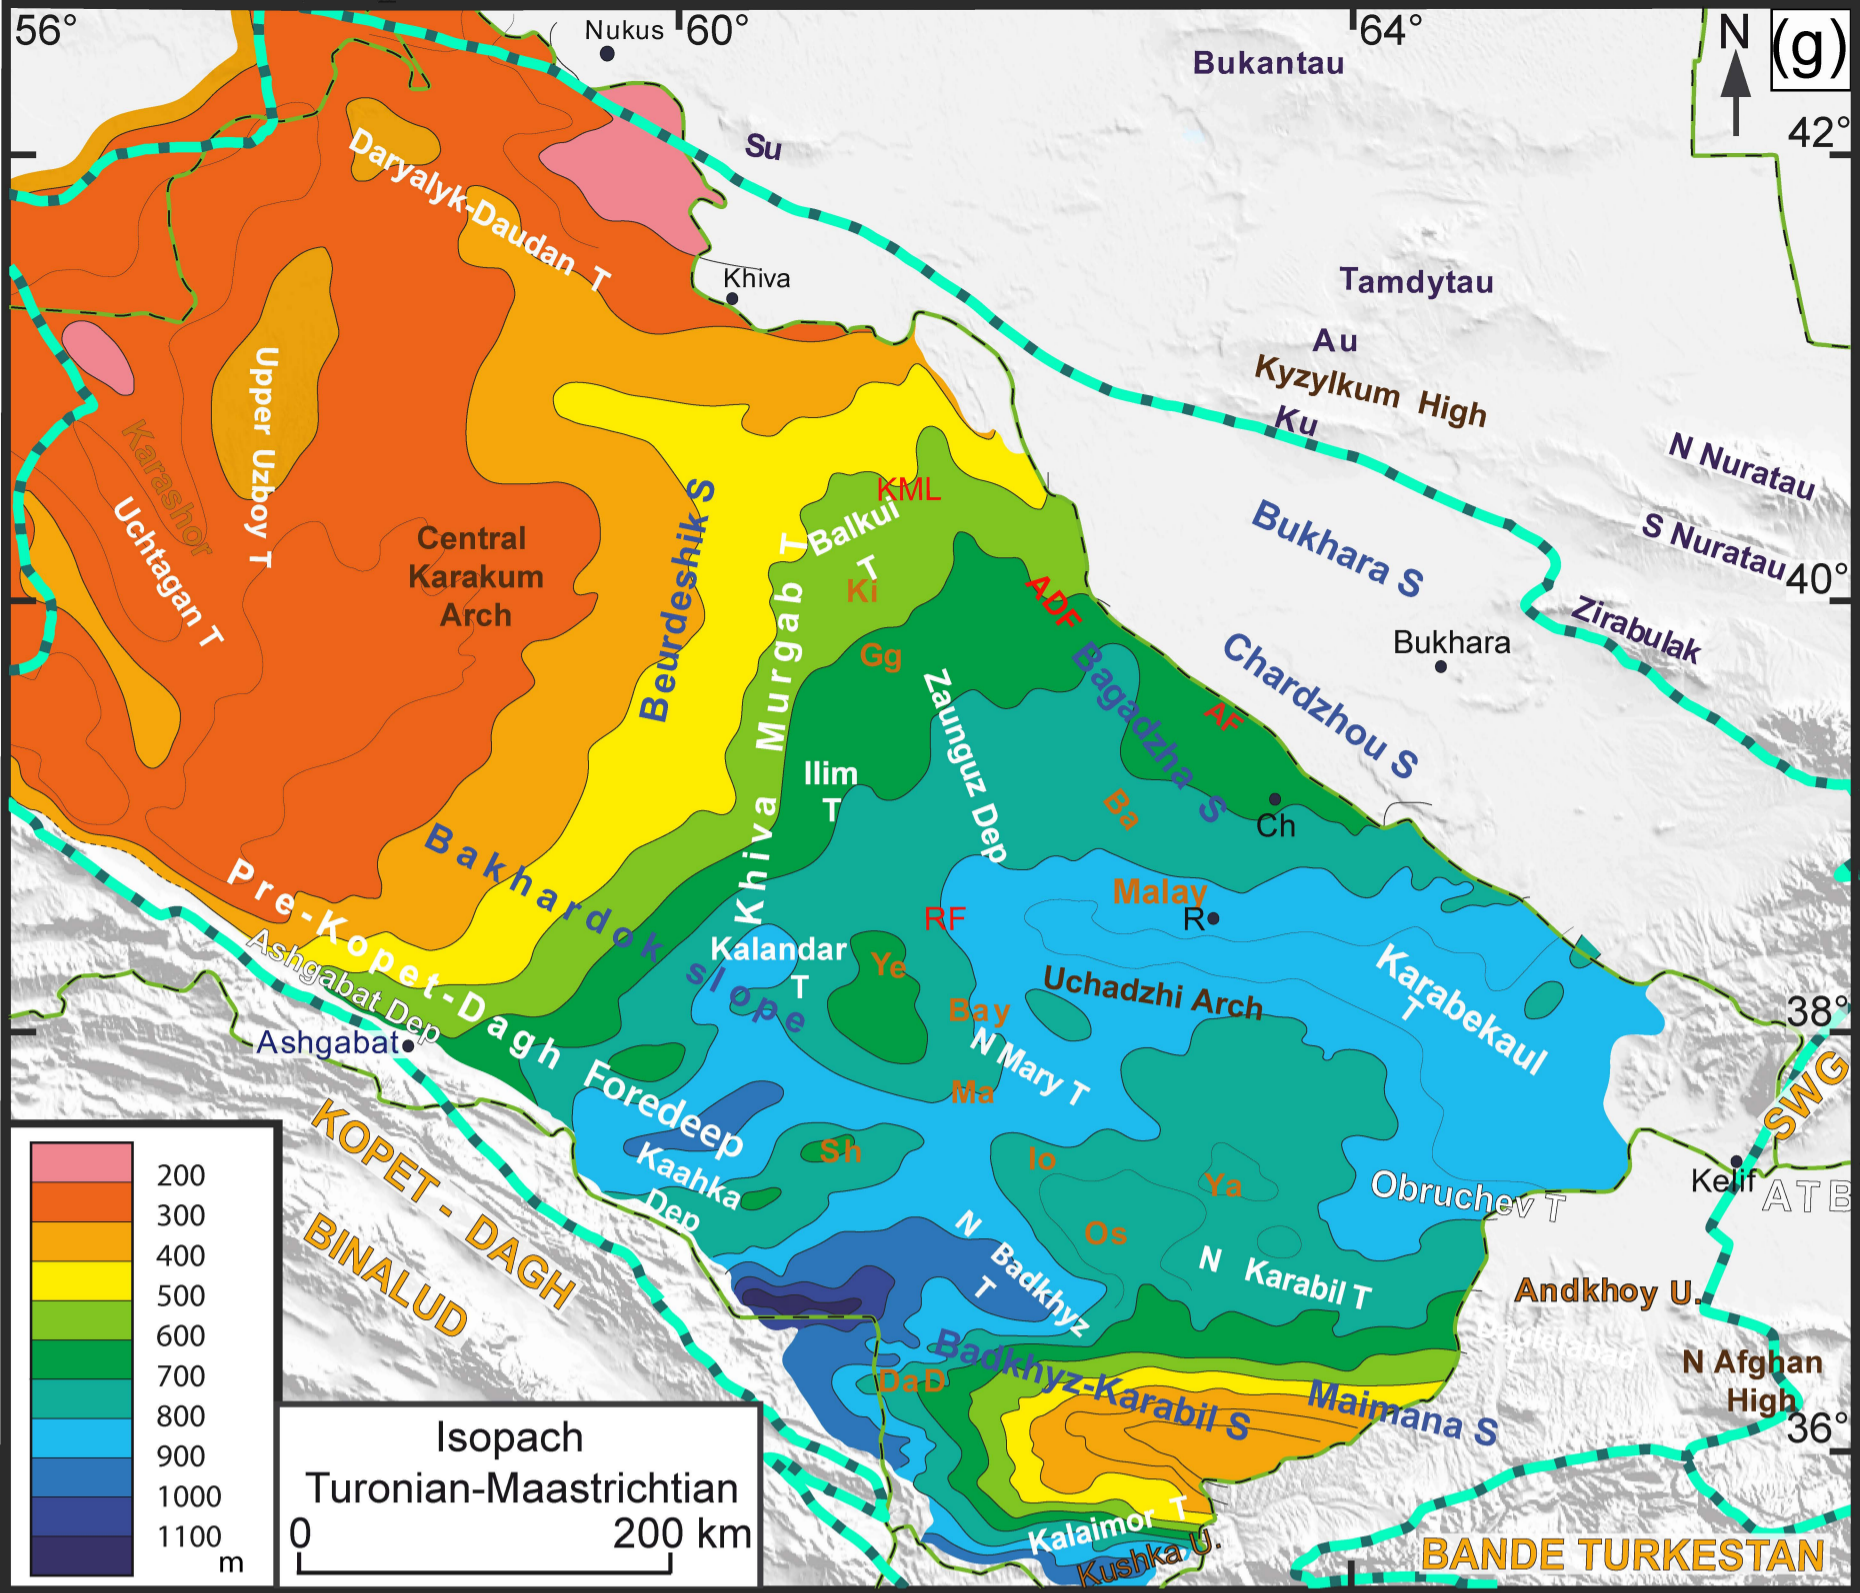 56°
Nukus
60°
64°
N
(g)
Bukantau
42°
Su
Daryalyk-Daudan T
Khiva
Tamdytau
Au
Kyzylkum High
Ku
Upper Uzboy T
Karashor
Uchtagan T
N Nuratau
S Nuratau
40°
Central
Karakum
Arch
Beurdeshik S
KML
Balkui
T
Ki
Khiva Murgab T
Bukhara S
ADF
Zirabulak
Bukhara
Gg
Bagadzha S
Chardzhou S
Zaunguz Dep
AF
Ilim
T
Ba
Ch
Bakhardok slope
Pre-Kopet-Dagh Foredeep
Malay
R
RF
Ashgabat Dep
Kalandar
T
Ye
Uchadzhi Arch
Karabekaul
T
Bay
38°
Ashgabat
N Mary T
Ma
SWG
KOPET - DAGH
Kaahka
Dep
Sh
Io
Ya
Obruchev T
Kelif
ATB
BINALUD
Os
N Badkhyz
T
N Karabil T
Andkhoy U.
Badkhyz-Karabil S
DaD
Maimana S
N Afghan
High
36°
Kalaimor T
Kushka U.
BANDE TURKESTAN
200
300
400
500
600
700
800
900
1000
1100
m
Isopach
Turonian-Maastrichtian
0 200 km